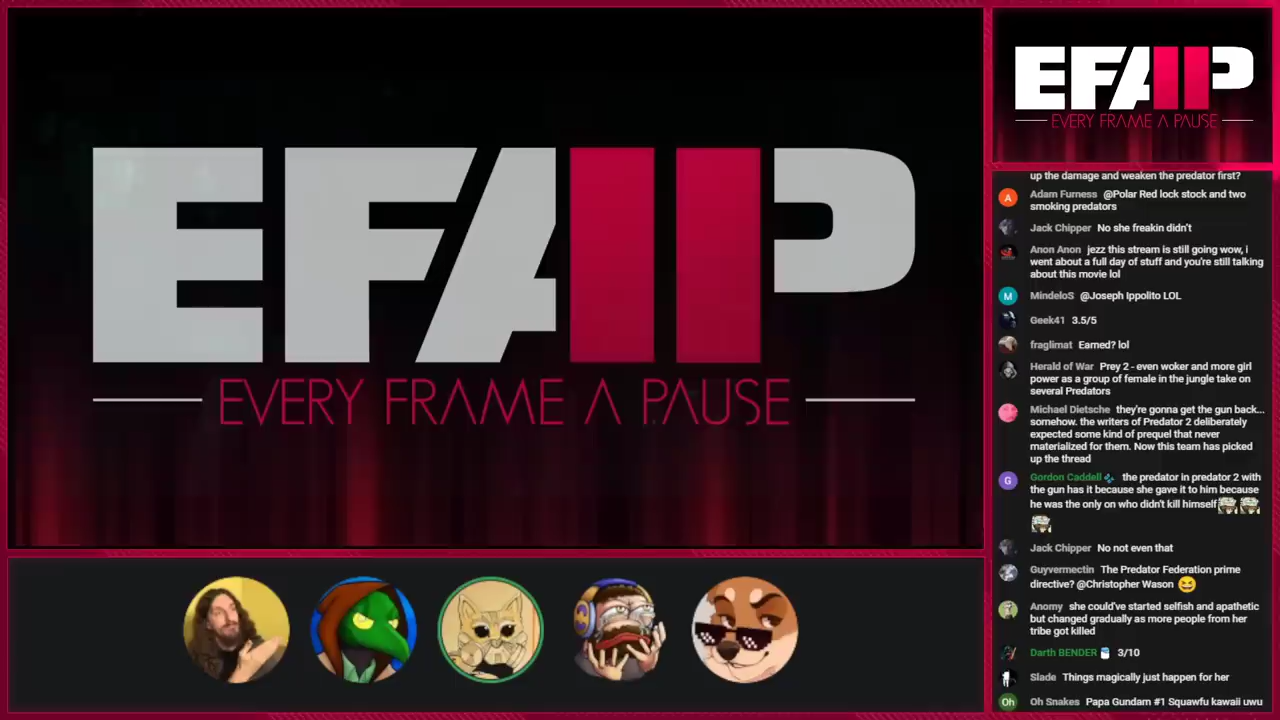 EFAP
EVERY FRAME A PAUSE
EFAP
EVERY FRAME A PAUSE
up the damage and weaken the predator first?
A
Adam Furness @Polar Red lock stock and two
smoking predators
Jack Chipper No she freakin didn't
Anon Anon jezz this stream is still going wow, i
went about a full day of stuff and you're still talking
about this movie lol
M
MindeloS @Joseph Ippolito LOL
Geek41 3.5/5
fraglimat Earned? lol
Herald of War Prey 2 - even woker and more girl
power as a group of female in the jungle take on
several Predators
Michael Dietsche they're gonna get the gun back...
somehow. the writers of Predator 2 deliberately
expected some kind of prequel that never
materialized for them. Now this team has picked
up the thread
G
Gordon Caddell the predator in predator 2 with
the gun has it because she gave it to him because
he was the only on who didn't kill himself
Jack Chipper No not even that
Guyvermectin The Predator Federation prime
directive? @Christopher Wason 😆
Anomy she could've started selfish and apathetic
but changed gradually as more people from her
tribe got killed
Darth BENDER 3/10
Slade Things magically just happen for her
Oh
Oh Snakes Papa Gundam #1 Squawfu kawaii uwu